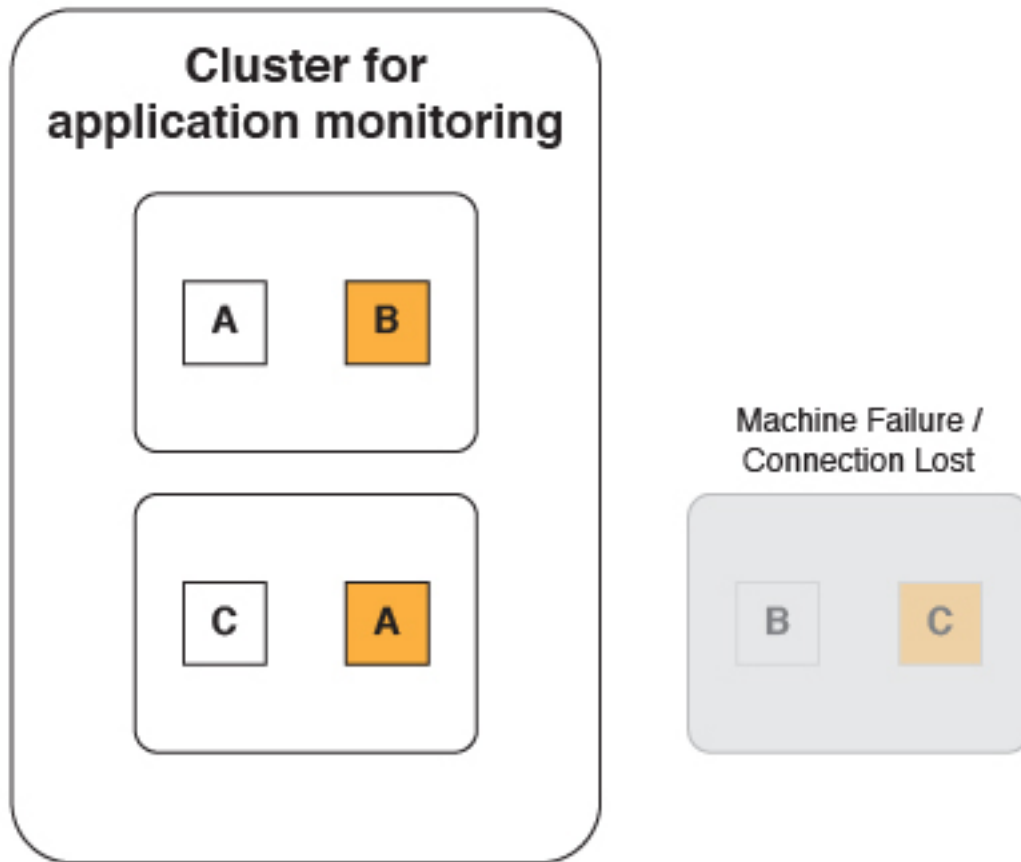 Cluster for
application monitoring
A B
C A
Machine Failure /
Connection Lost
B C